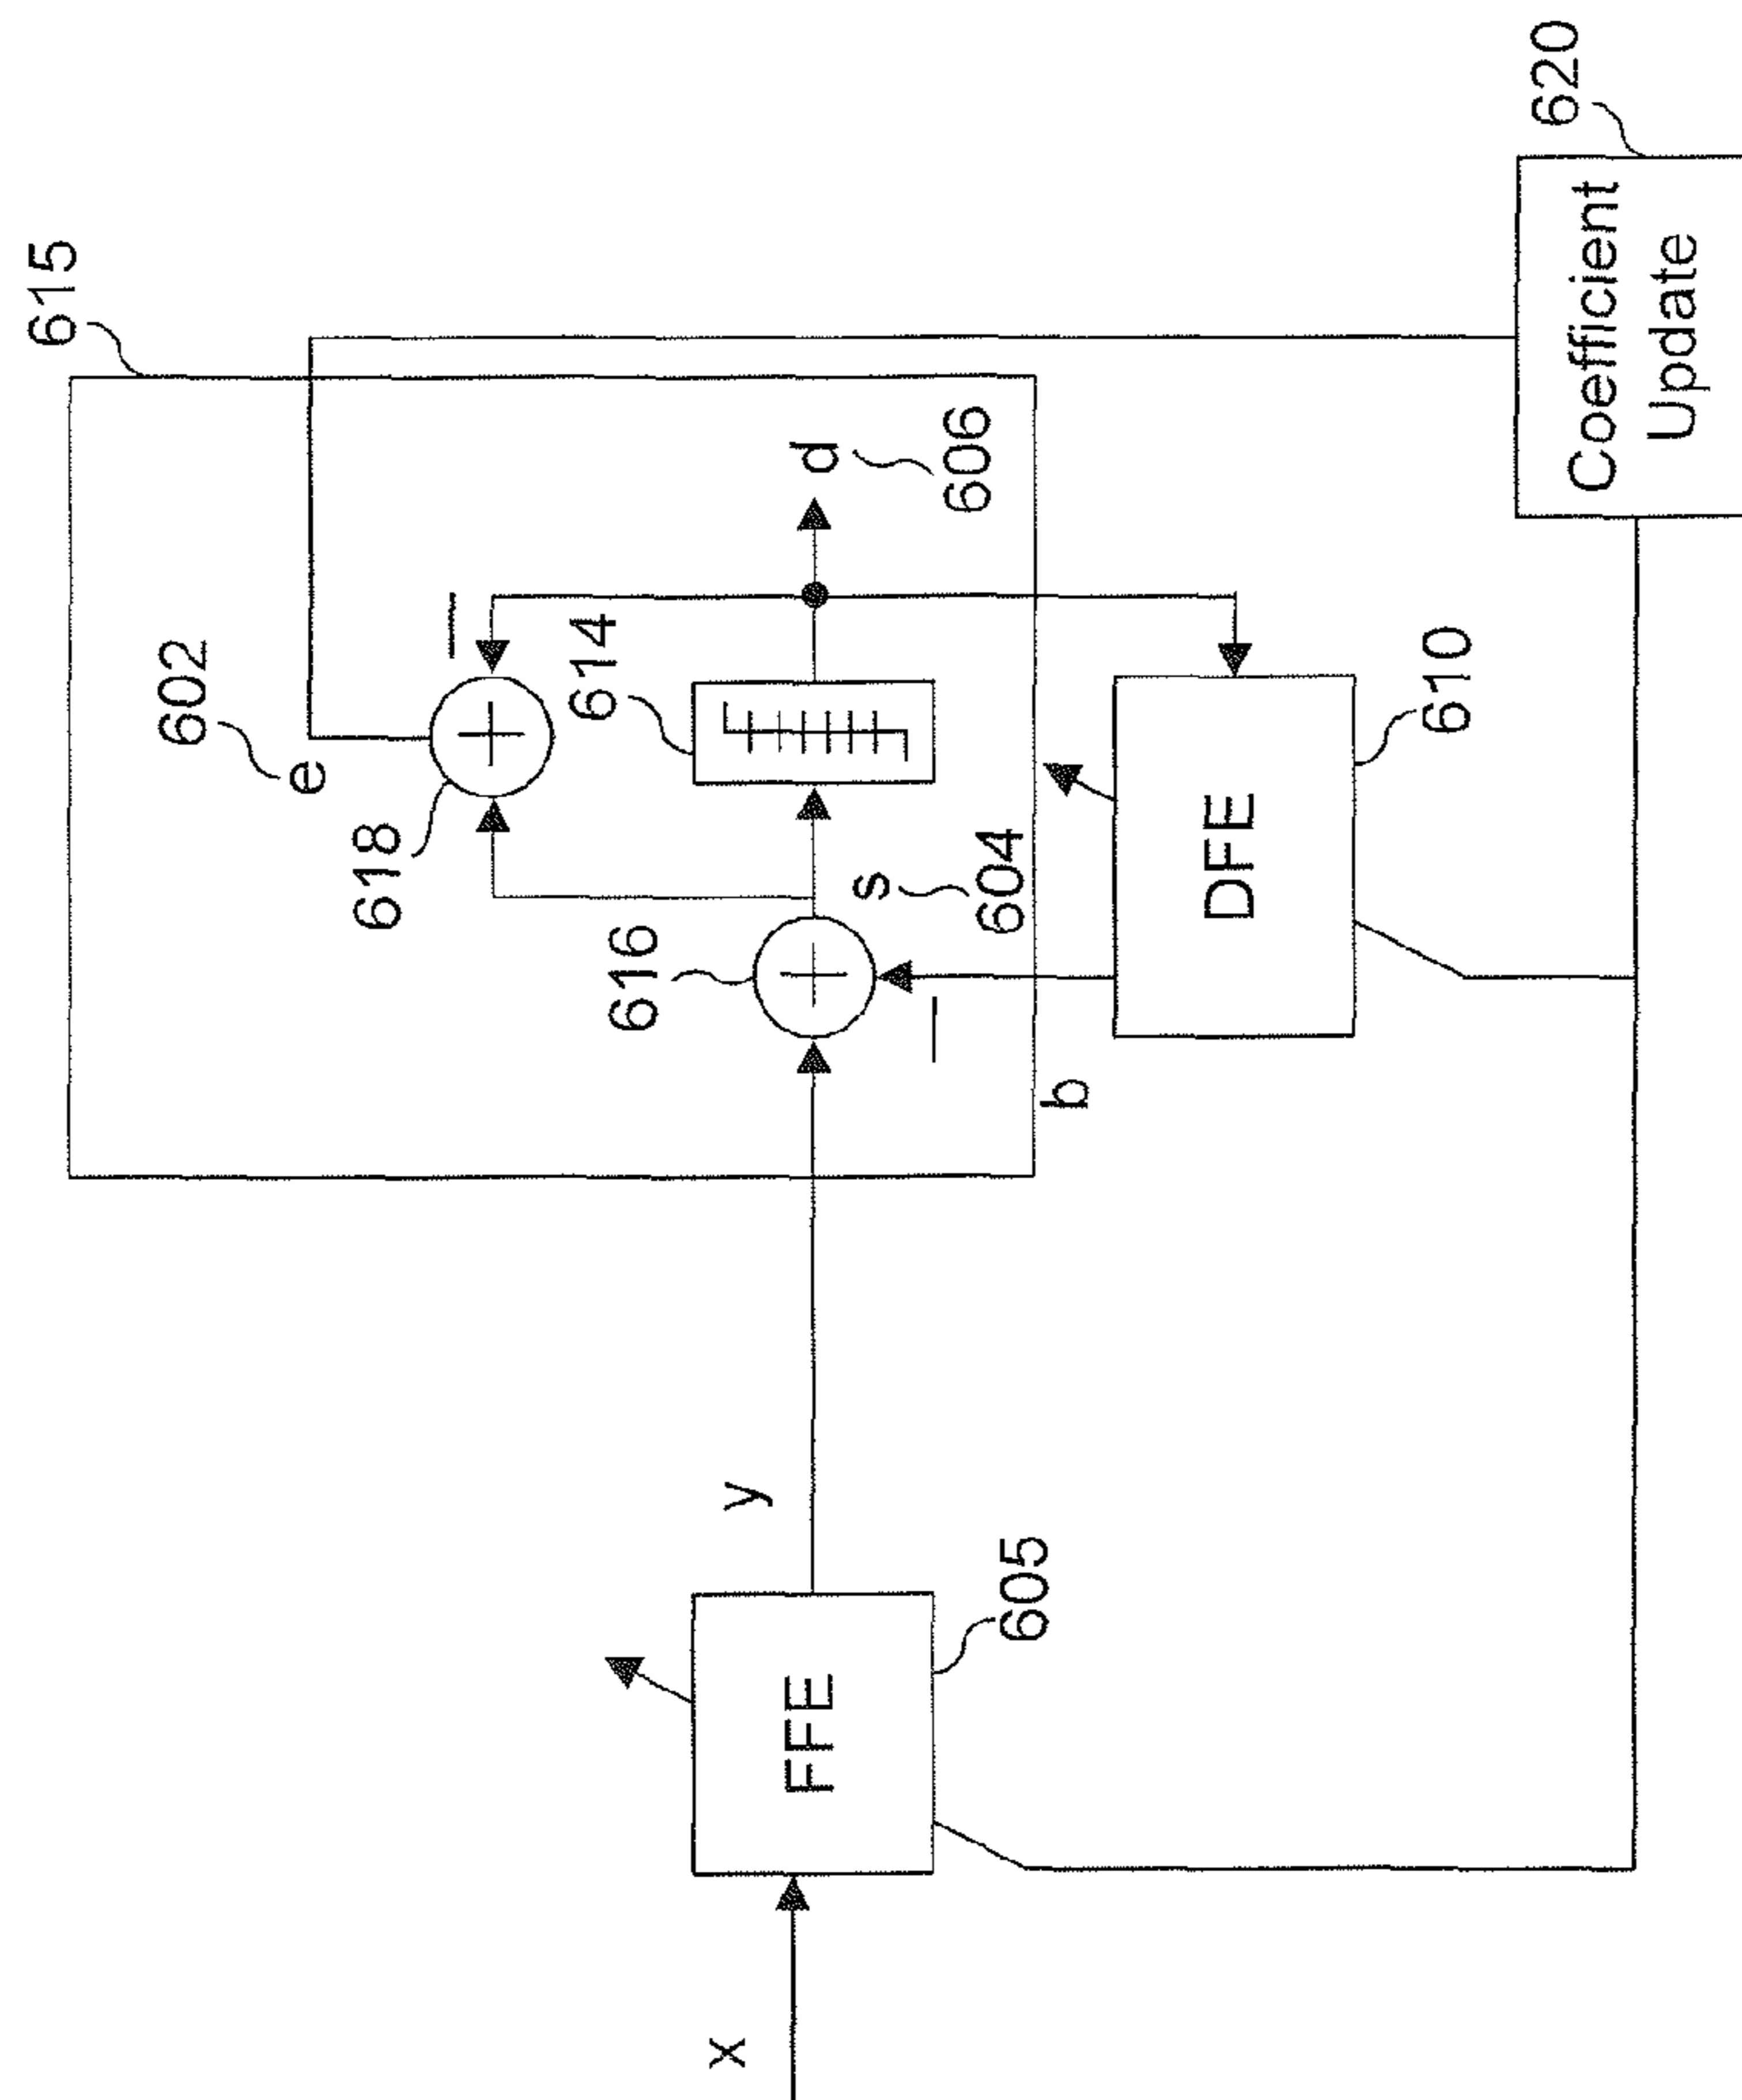 615
602
e
618
614
d
606
616
s
604
b
DFE
610
x
FFE
605
y
Coefficient
Update
620